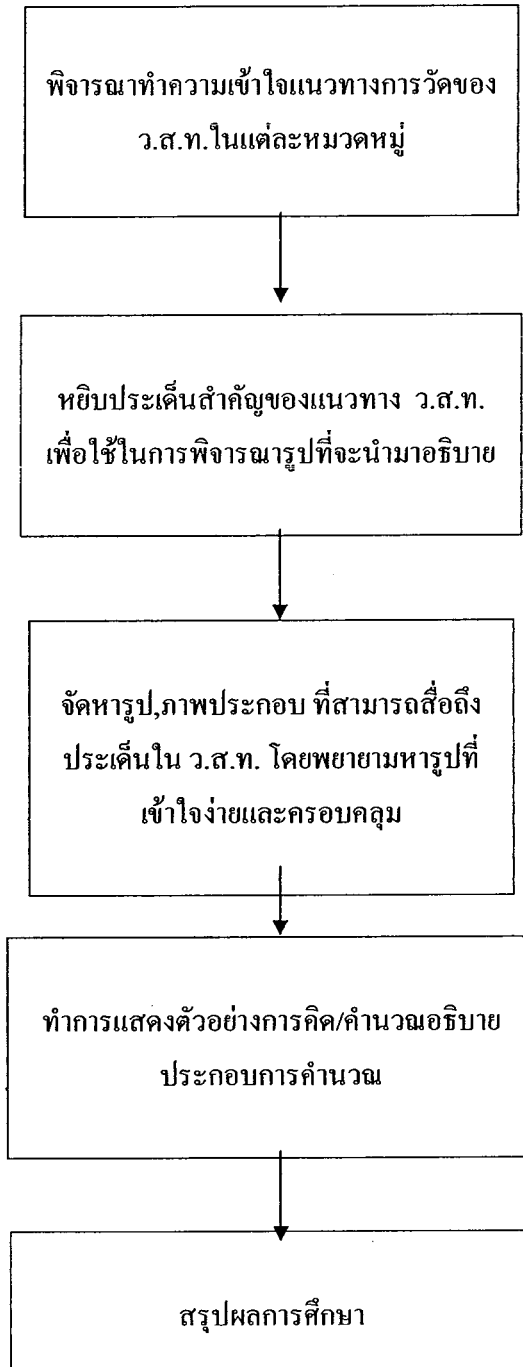 พิจารณาทำความเข้าใจแนวทางการวัดของ
ว.ส.ท.ในแต่ละหมวดหมู่
หยิบประเด็นสำคัญของแนวทาง ว.ส.ท.
เพื่อใช้ในการพิจารณารูปที่จะนำมาอธิบาย
จัดหารูป,ภาพประกอบ ที่สามารถสื่อถึง
ประเด็นใน ว.ส.ท. โดยพยายามหารูปที่
เข้าใจง่ายและครอบคลุม
ทำการแสดงตัวอย่างการคิด/คำนวณอธิบาย
ประกอบการคำนวณ
สรุปผลการศึกษา